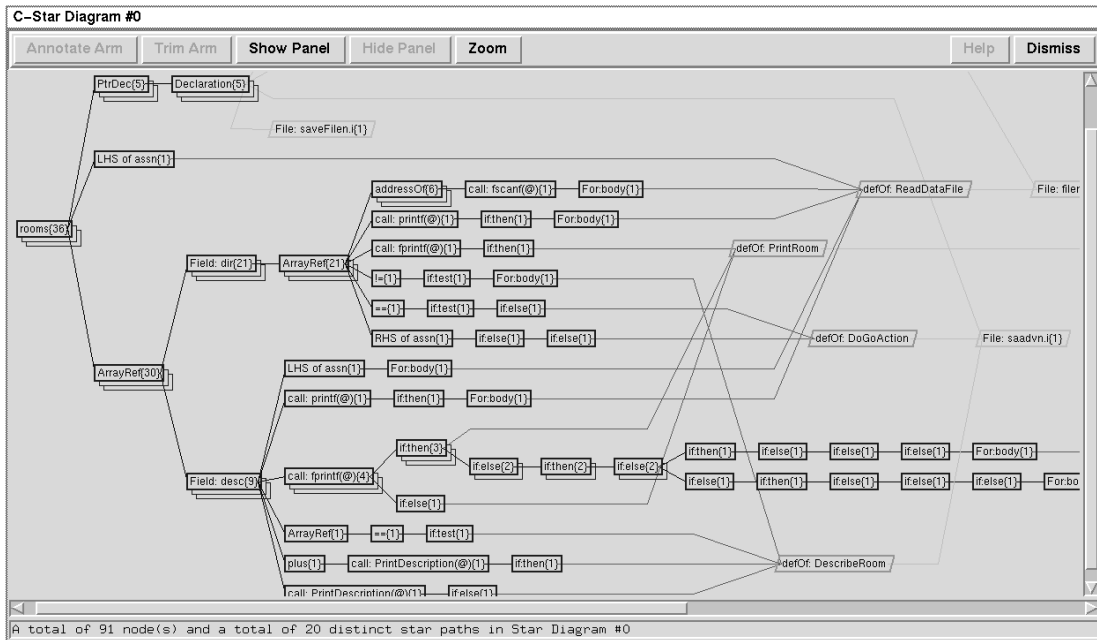 C-Star Diagram #0
Annotate Arm Trim Arm Show Panel Hide Panel Zoom Help Dismiss
PtrDec{5} Declaration{5}
File: saveFilen.i{1}
LHS of assn{1}
addressOf{6} call: fscanf(@){1} For:body{1} defOf: ReadDataFile File: filer
rooms{36} call: printf(@){1} if:then{1} For:body{1}
call: fprintf(@){1} if:then{1} defOf: PrintRoom
Field: dir{21} ArrayRef{21}
!={1} if:test{1} For:body{1}
=={1} if:test{1} if:else{1}
RHS of assn{1} if:else{1} if:else{1} defOf: DoGoAction File: saadvn.i{1}
ArrayRef{30} LHS of assn{1} For:body{1}
call: printf(@){1} if:then{1} For:body{1}
if:then{3} if:then{1} if:else{1} if:else{1} if:else{1} For:body{1}
if:else{2} if:then{2} if:else{2}
Field: desc{9} call: fprintf(@){4} if:else{1} if:then{1} if:else{1} if:else{1} if:else{1} For:bo
if:else{1}
ArrayRef{1} =={1} if:test{1}
plus{1} call: PrintDescription(@){1} if:then{1} defOf: DescribeRoom
call: PrintDescription(@){1} if:else{1}
A total of 91 node(s) and a total of 20 distinct star paths in Star Diagram #0